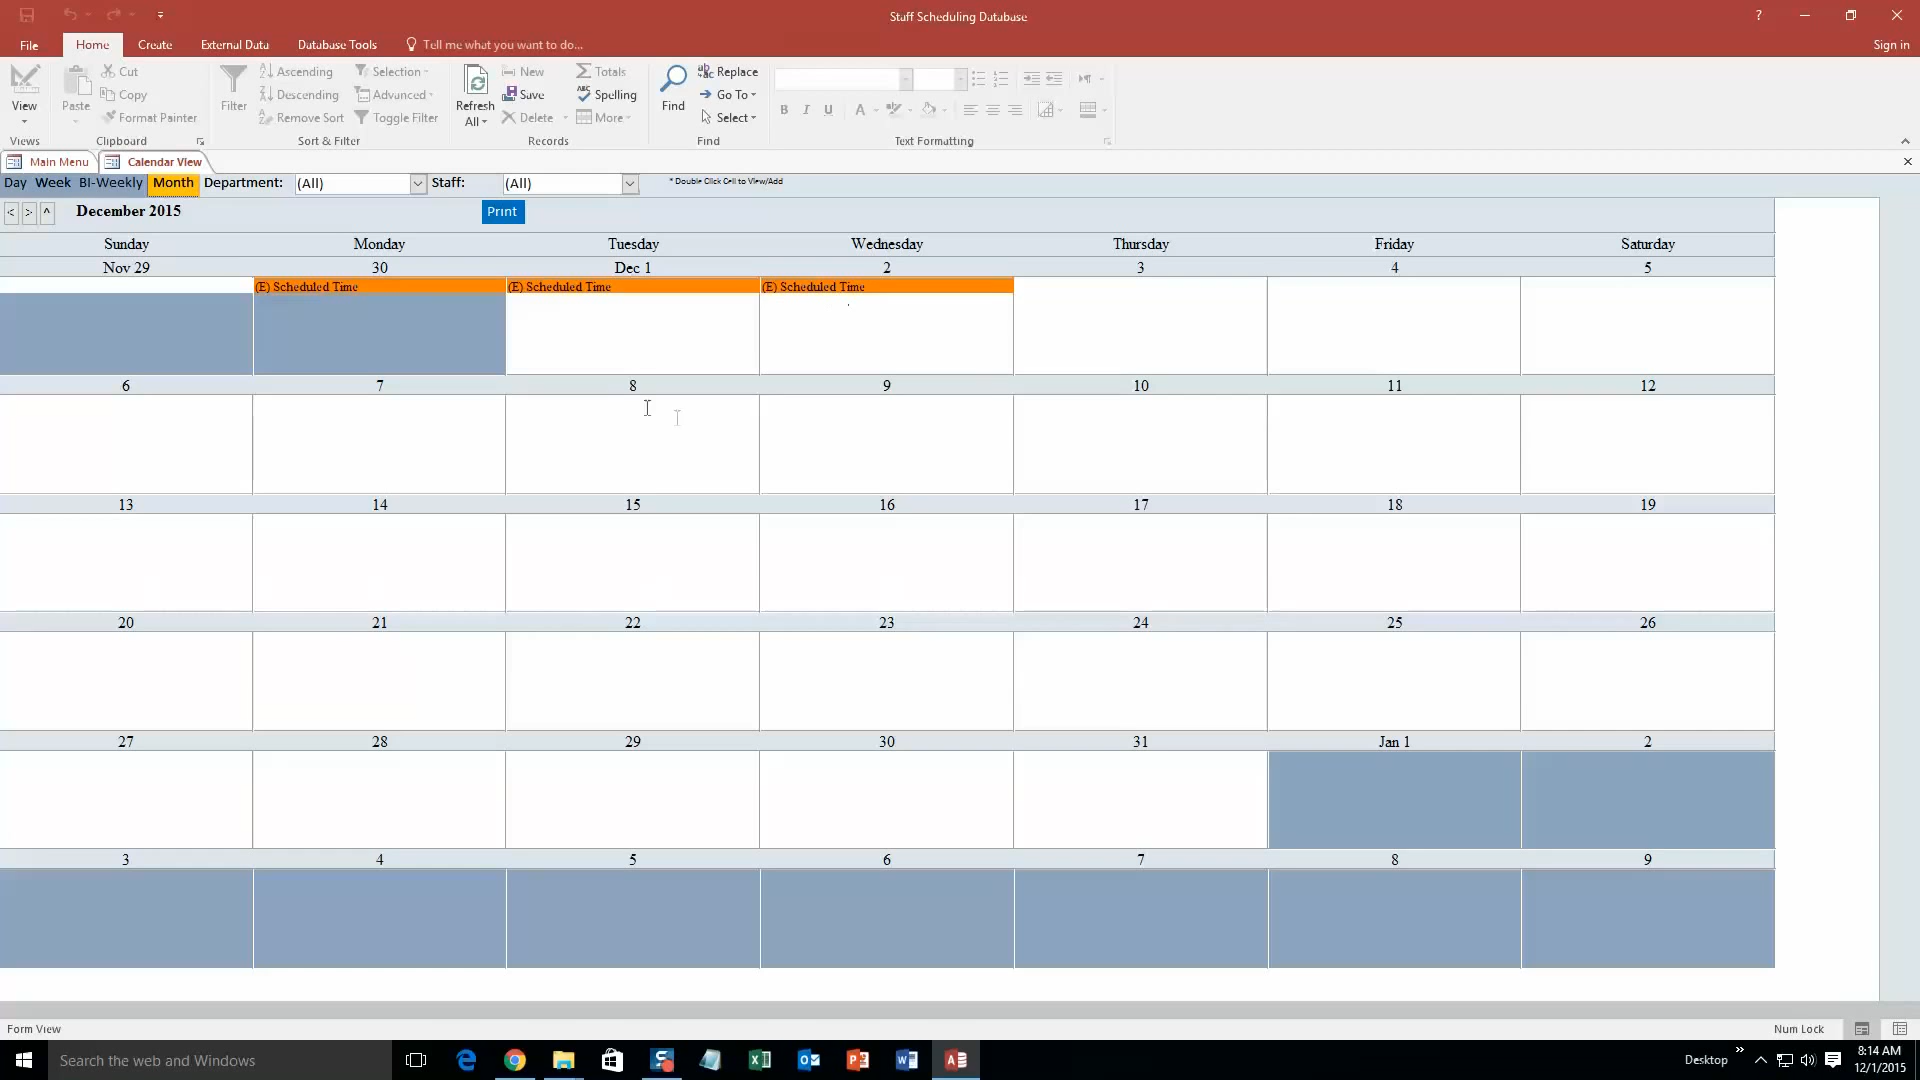 Staff Scheduling Database
?
File Home Create External Data Database Tools Tell me what you want to do... Sign in
View
Views
Paste
Cut
Copy
Format Painter
Clipboard
Filter
Ascending
Descending
Remove Sort
Selection
Advanced
Toggle Filter
Sort & Filter
Refresh
All
New
Save
Delete
Totals
Spelling
More
Records
Find
Replace
Go To
Select
Find
B I U A
Text Formatting
Main Menu Calendar View
Day Week BI-Weekly Month Department: (All) Staff: (All) * Double Click Cell to View/Add
< > ^ December 2015 Print
Sunday Monday Tuesday Wednesday Thursday Friday Saturday
Nov 29 30 Dec 1 2 3 4 5
(E) Scheduled Time (E) Scheduled Time (E) Scheduled Time
6 7 8 9 10 11 12
13 14 15 16 17 18 19
20 21 22 23 24 25 26
27 28 29 30 31 Jan 1 2
3 4 5 6 7 8 9
Form View Num Lock
Search the web and Windows
Desktop
8:14 AM
12/1/2015